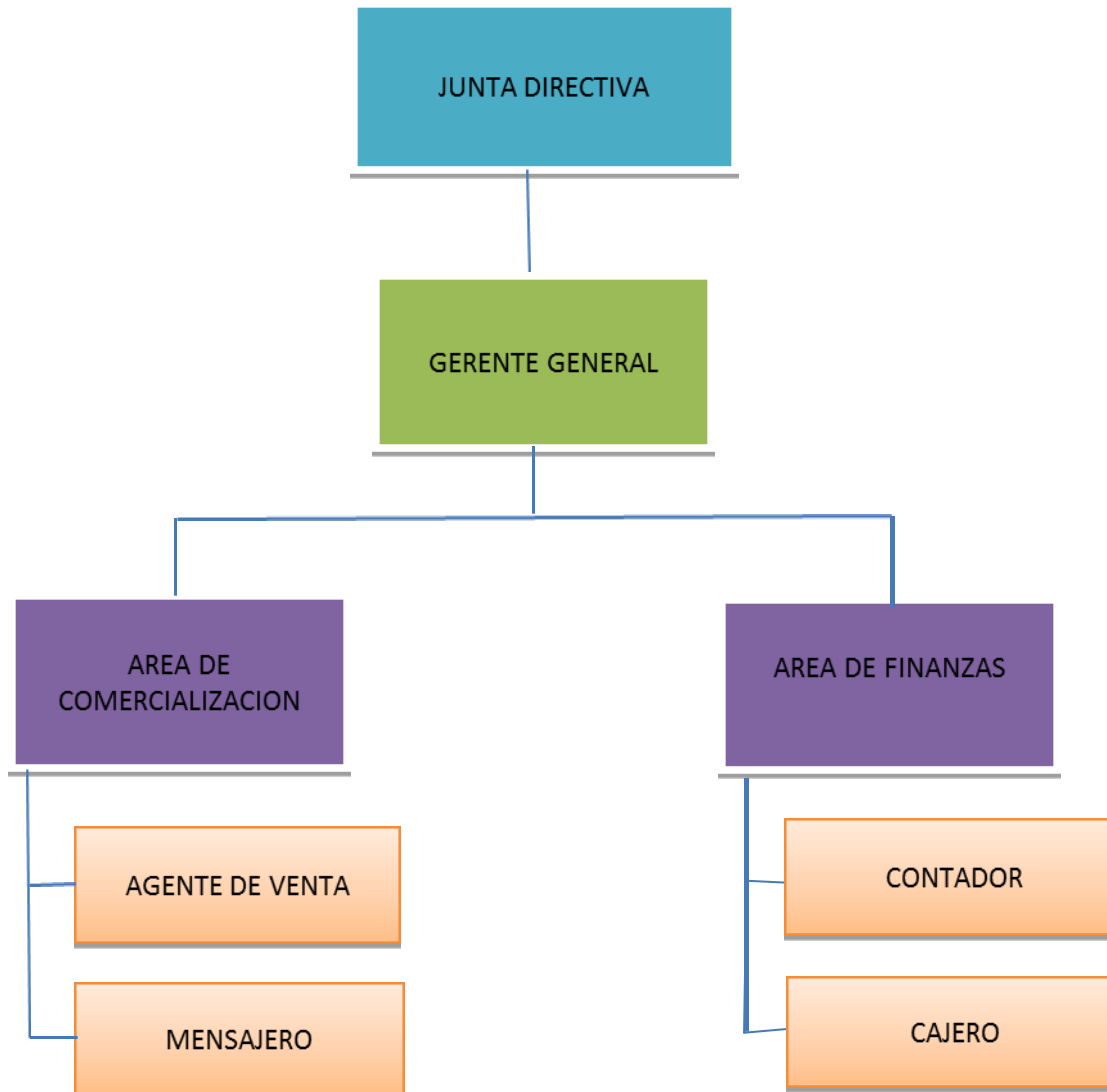 JUNTA DIRECTIVA
GERENTE GENERAL
AREA DE
COMERCIALIZACION
AREA DE FINANZAS
AGENTE DE VENTA
CONTADOR
MENSAJERO
CAJERO